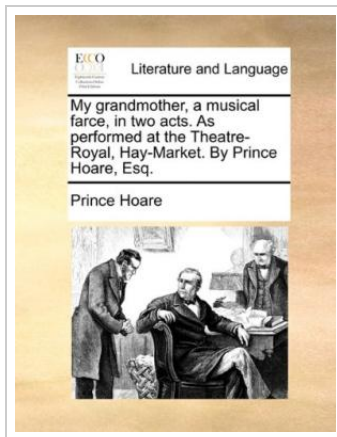 ECCO
Literature and Language
My grandmother, a musical
farce, in two acts. As
performed at the Theatre-
Royal, Hay-Market. By Prince
Hoare, Esq.
Prince Hoare